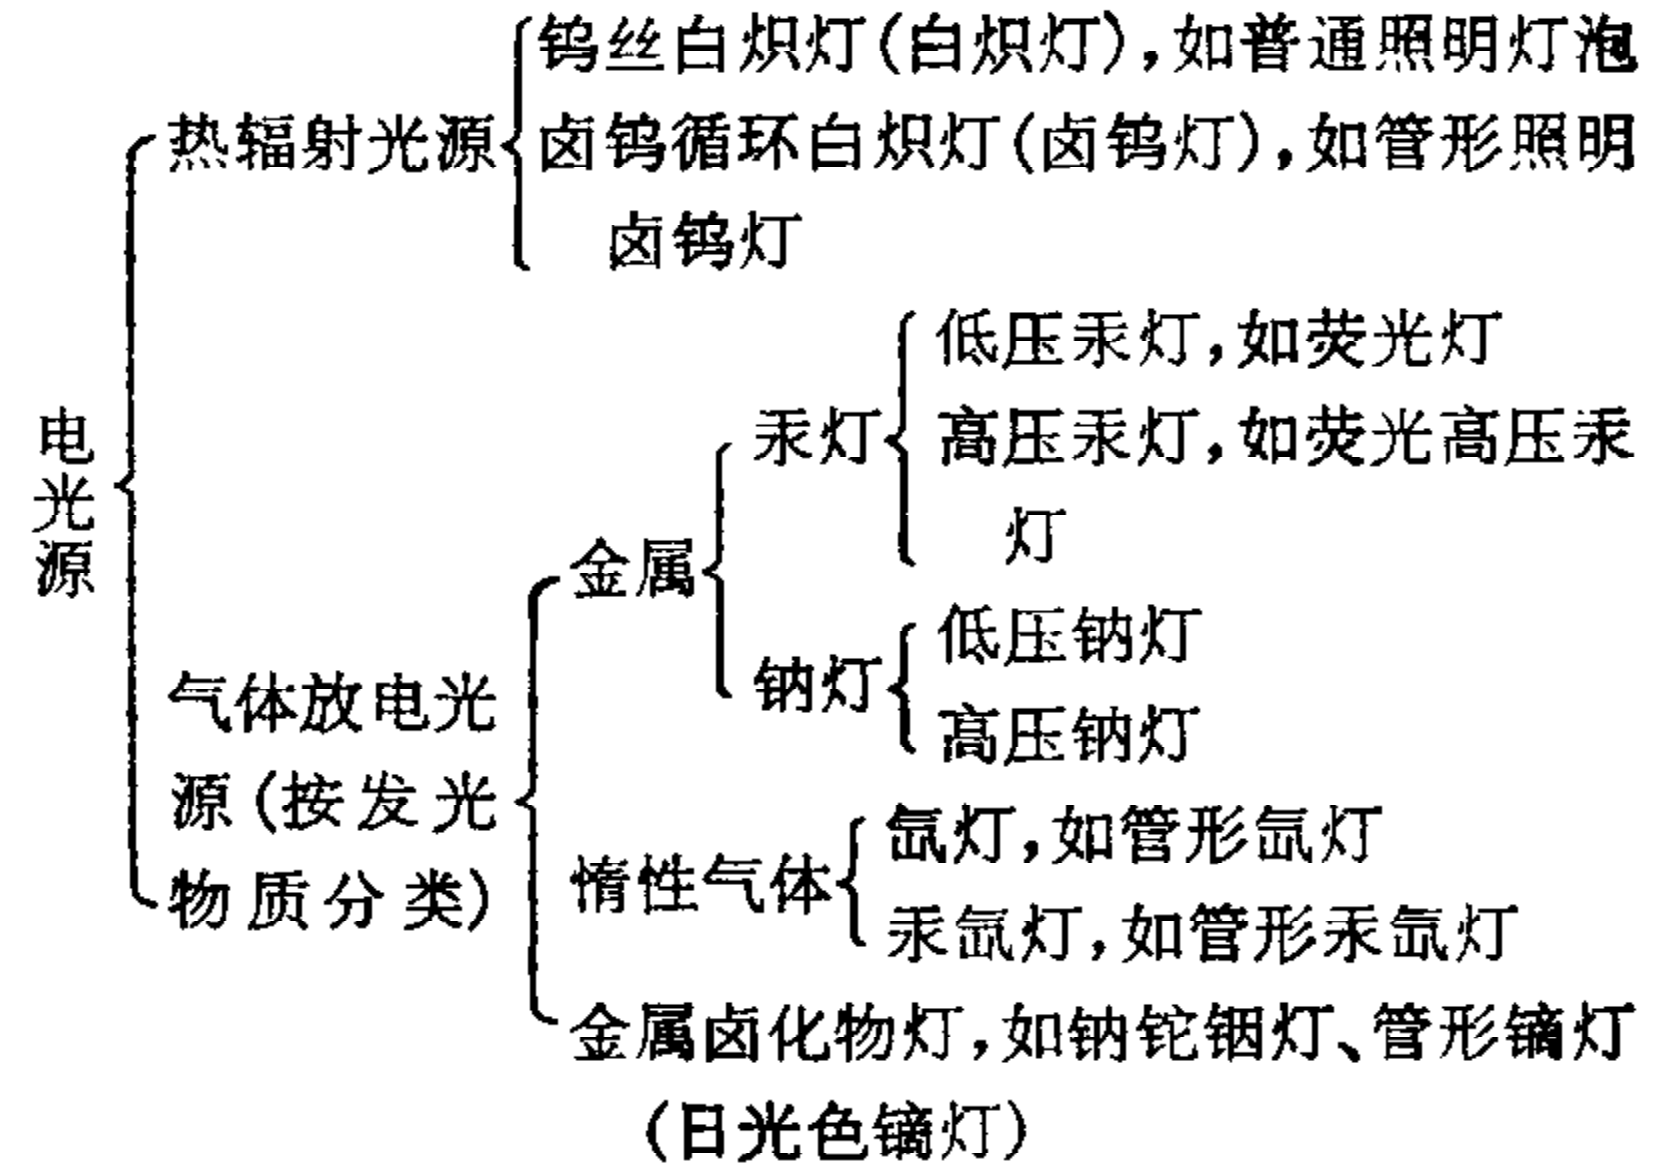 电光源
热辐射光源
钨丝白炽灯(白炽灯),如普通照明灯泡
卤钨循环白炽灯(卤钨灯),如管形照明
卤钨灯
气体放电光
源(按发光
物质分类)
金属
汞灯
低压汞灯,如荧光灯
高压汞灯,如荧光高压汞
灯
钠灯
低压钠灯
高压钠灯
惰性气体
氙灯,如管形氙灯
汞氙灯,如管形汞氙灯
金属卤化物灯,如钠铊铟灯、管形镝灯
(日光色镝灯)